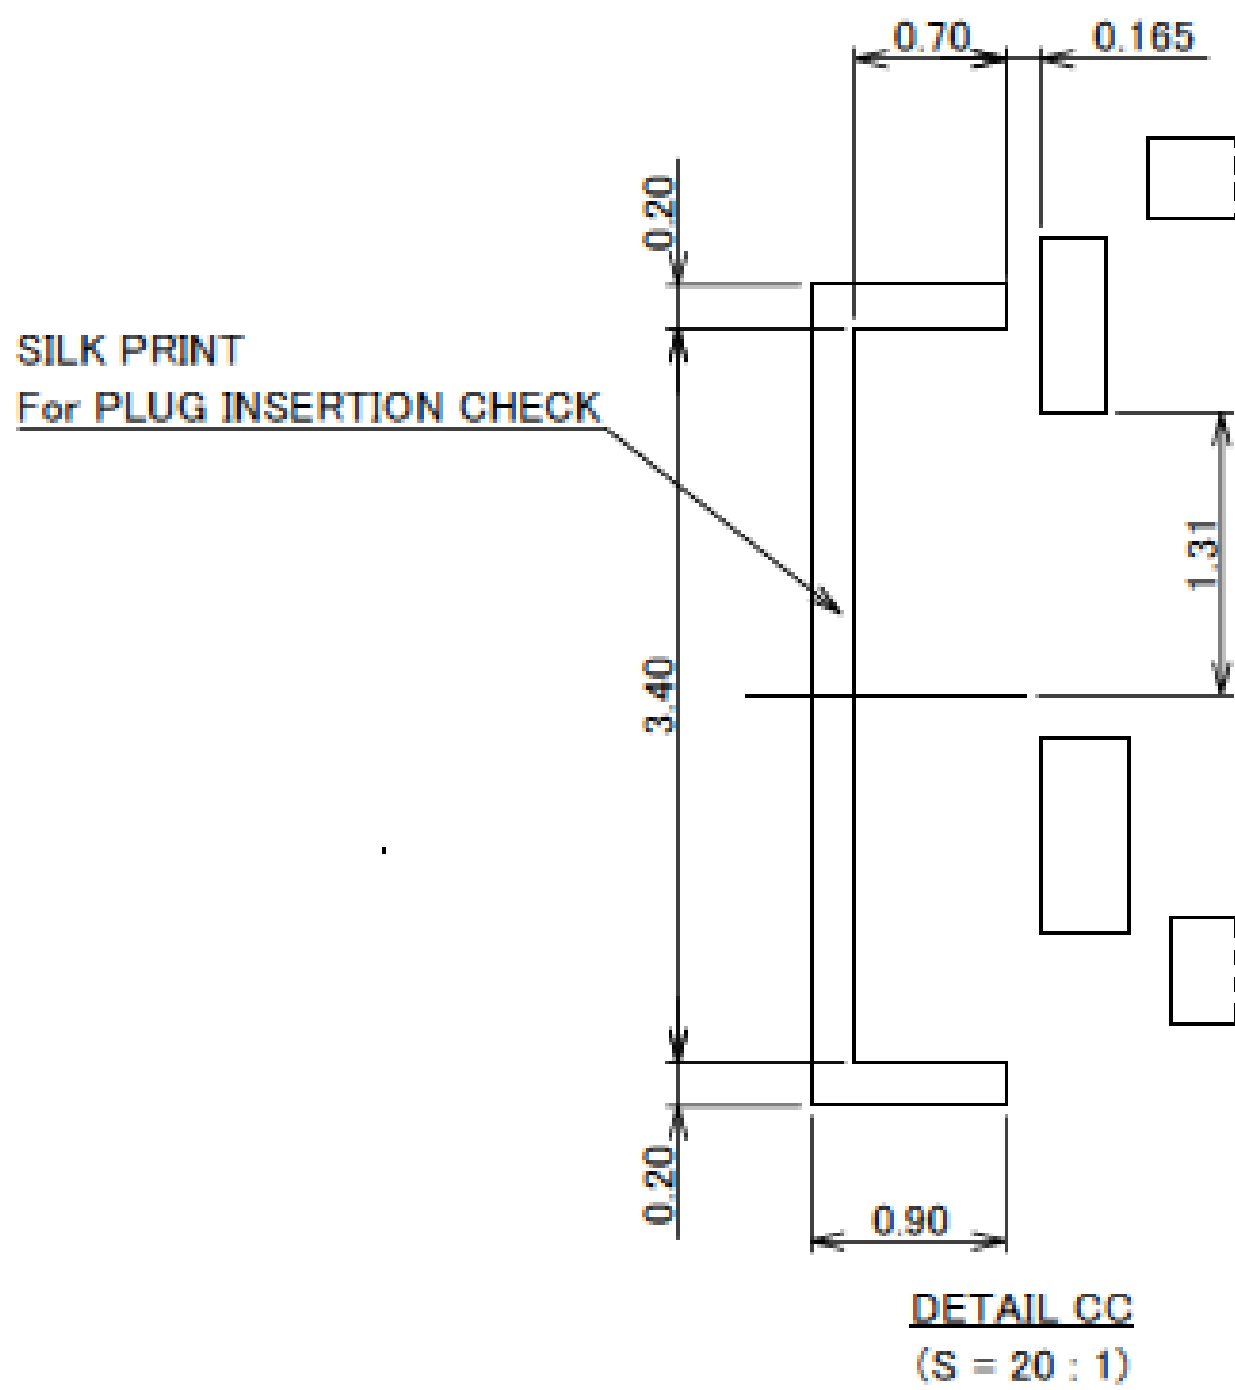 0.70 0.165
0.20
SILK PRINT
For PLUG INSERTION CHECK
1.31
3.40
0.20
0.90
DETAIL CC
(S = 20 : 1)